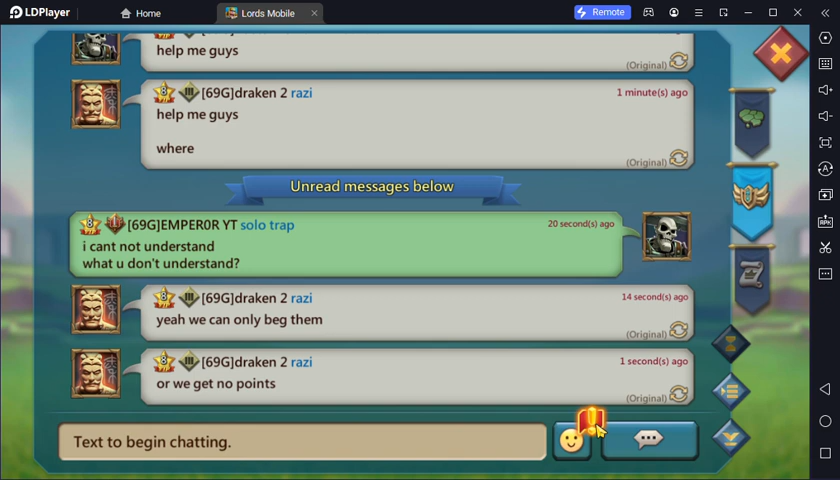 LDPlayer
Home
Lords Mobile
Remote
help me guys
(Original)
[69G]draken 2 razi
1 minute(s) ago
help me guys
where
(Original)
Unread messages below
[69G]EMPER0R YT solo trap
20 second(s) ago
i cant not understand
what u don't understand?
[69G]draken 2 razi
14 second(s) ago
yeah we can only beg them
(Original)
[69G]draken 2 razi
1 second(s) ago
or we get no points
(Original)
Text to begin chatting.